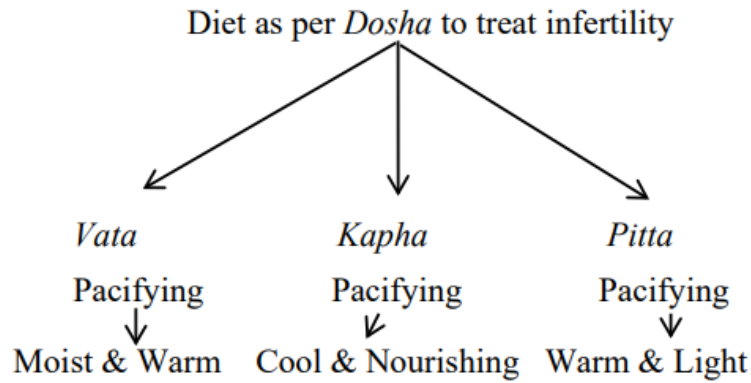 Diet as per Dosha to treat infertility
Vata Kapha Pitta
Pacifying Pacifying Pacifying
Moist & Warm Cool & Nourishing Warm & Light